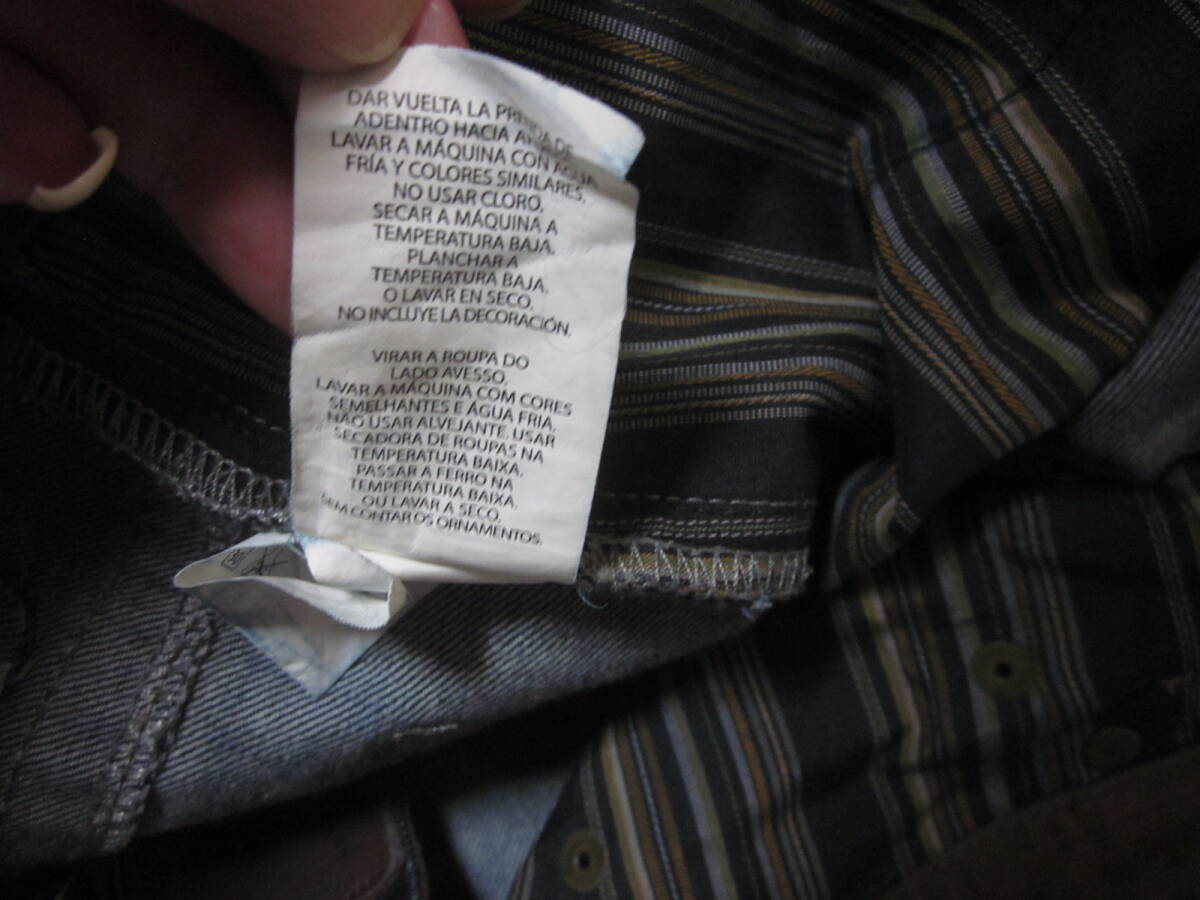 DAR VUELTA LA PRENDA DE
ADENTRO HACIA
LAVAR A MÁQUINA CON AGUA
FRÍA Y COLORES SIMILARES.
NO USAR CLORO.
SECAR A MÁQUINA A
TEMPERATURA BAJA.
PLANCHAR A
TEMPERATURA BAJA,
O LAVAR EN SECO.
NO INCLUYE LA DECORACIÓN.
VIRAR A ROUPA DO
LADO AVESSO.
LAVAR A MÁQUINA COM CORES
SEMELHANTES E ÁGUA FRIA.
NÃO USAR ALVEJANTE. USAR
SECADORA DE ROUPAS NA
TEMPERATURA BAIXA.
PASSAR A FERRO NA
TEMPERATURA BAIXA,
OU LAVAR A SECO.
SEM CONTAR OS ORNAMENTOS.